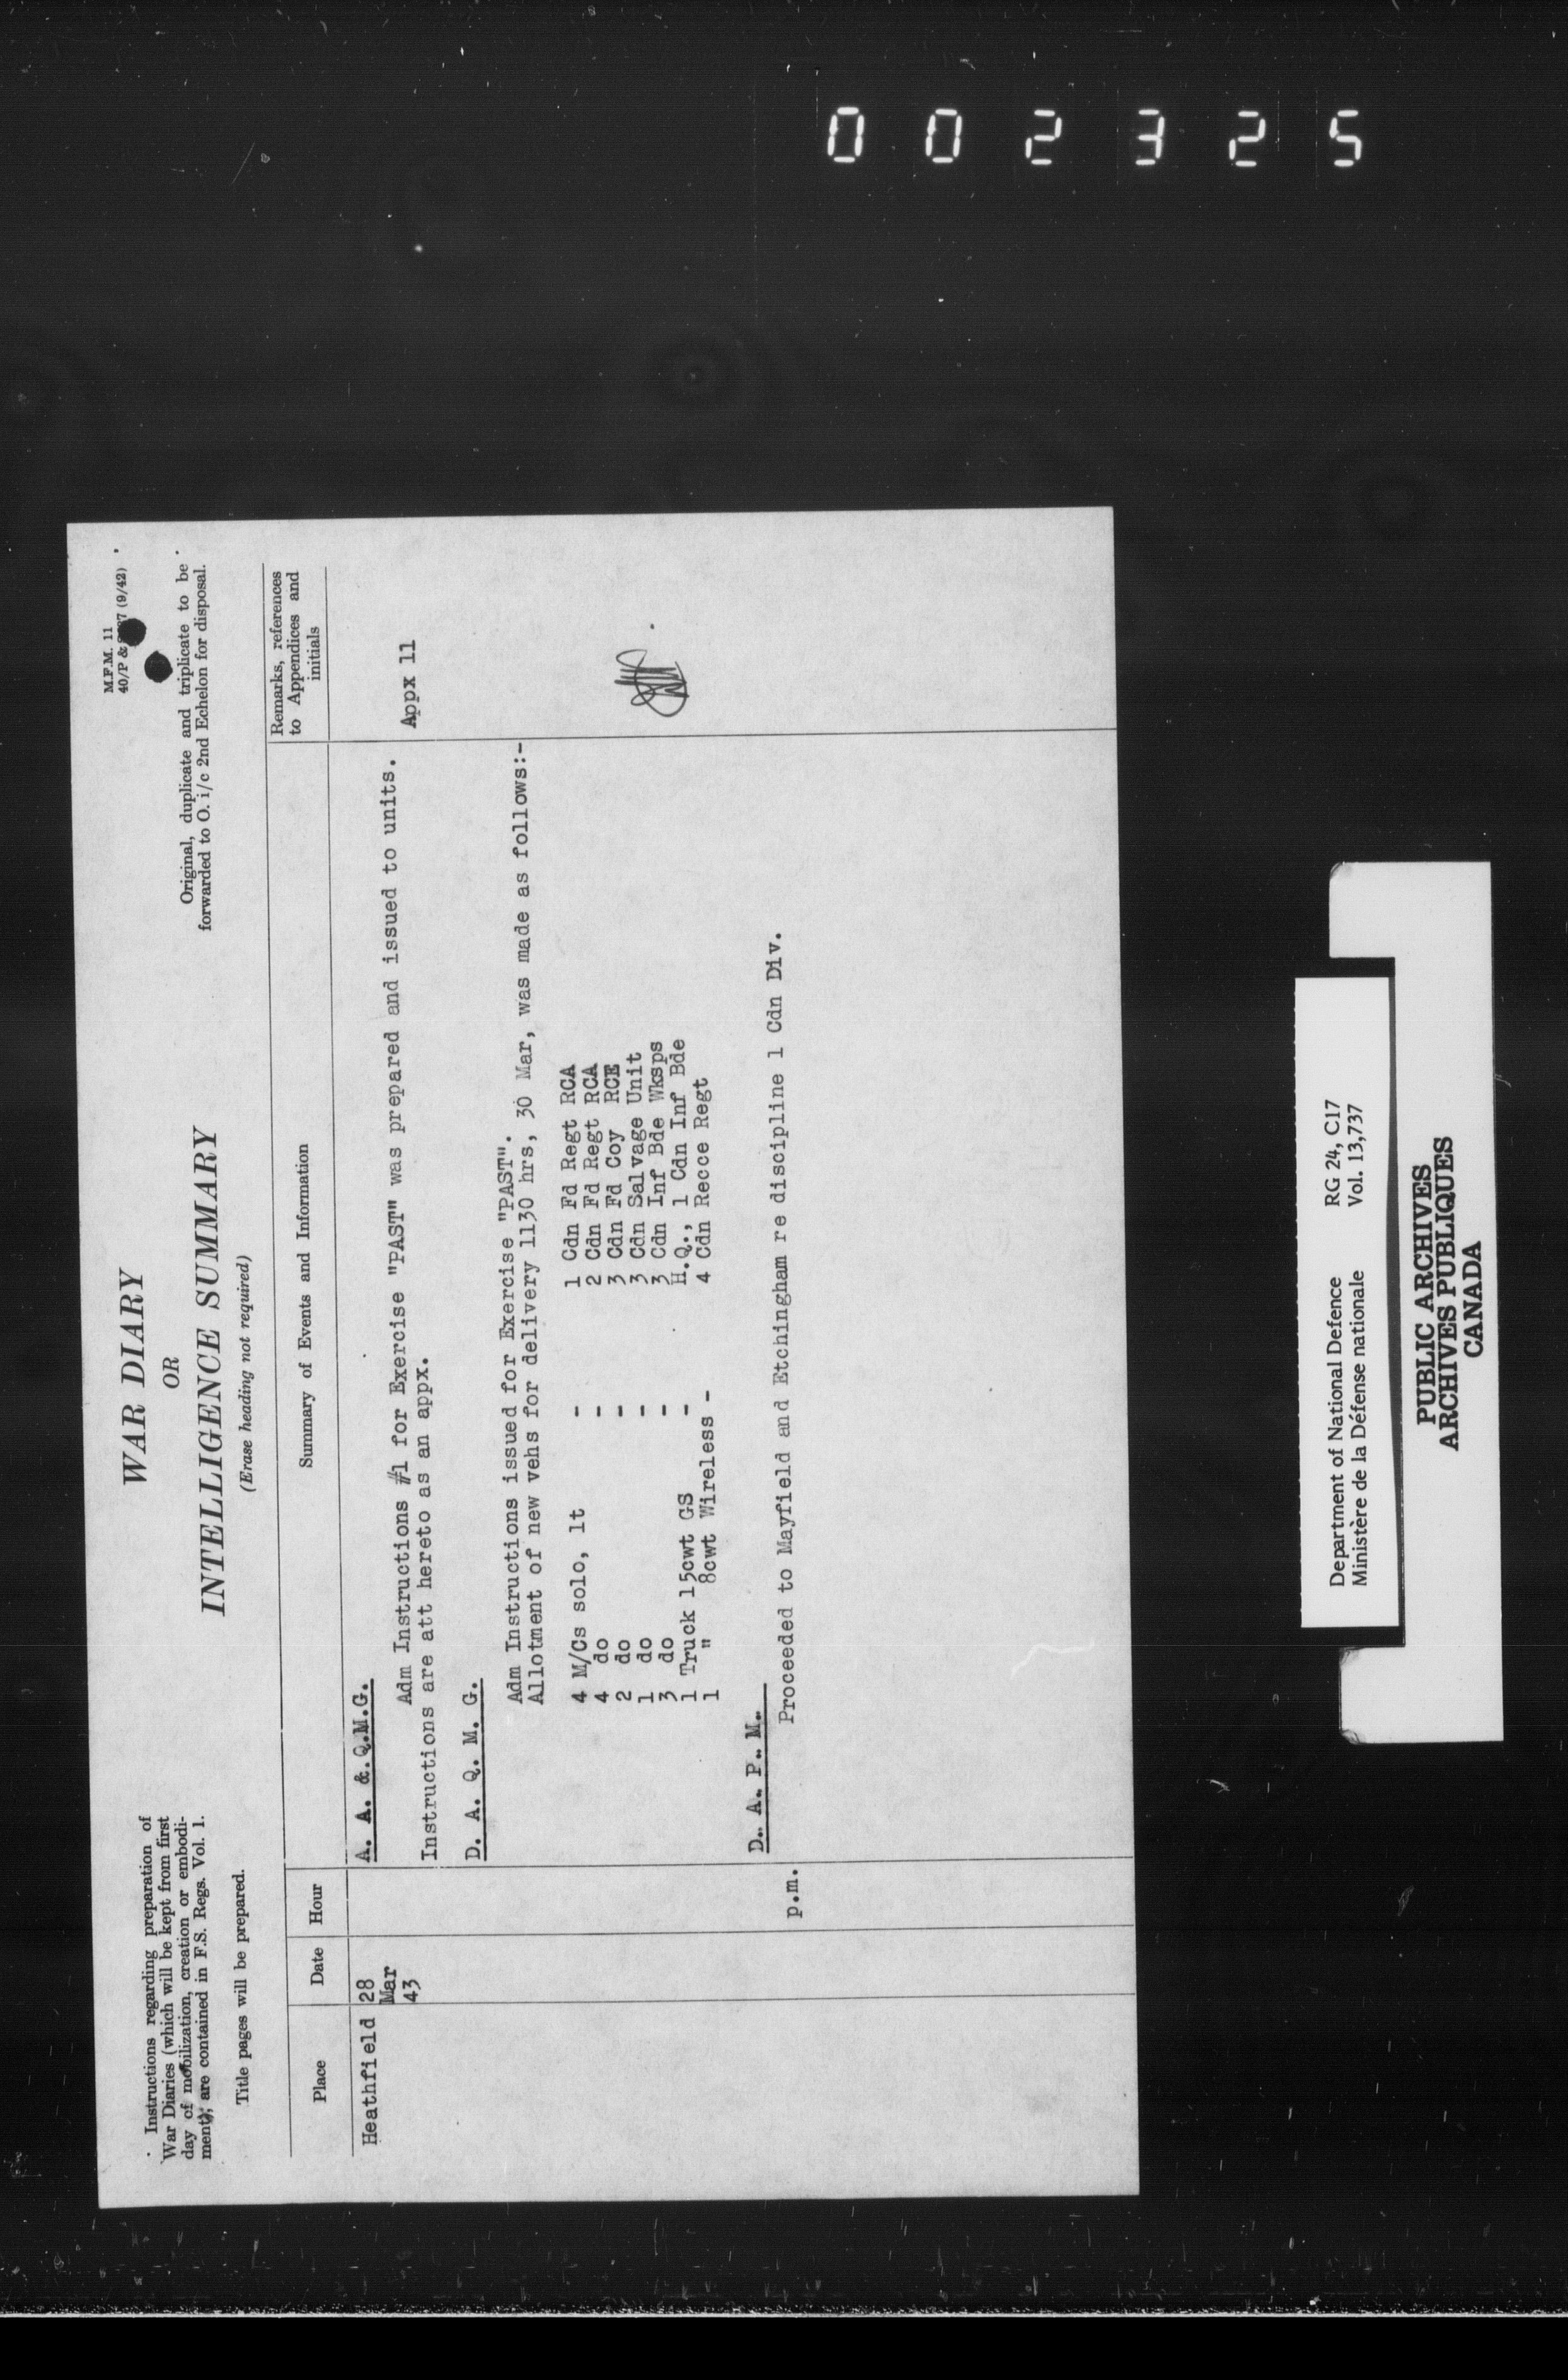 002325
M.F.M. 11
40/P & (9/42)
WAR DIARY
OR
INTELLIGENCE SUMMARY
(Erase heading not required)
Instructions regarding preparation of
War Diaries (which will be kept from first
day of mobilization, creation or embodi-
ment), are contained in F.S. Regs. Vol. 1.
Title pages will be prepared.
Original, duplicate and triplicate to be
forwarded to O. i/c 2nd Echelon for disposal.
Place Date Hour Summary of Events and Information Remarks, references to Appendices and initials
Heathfield 28 Mar 43
A. A. &.Q.M.G.
Adm Instructions #1 for Exercise "PAST" was prepared and issued to units. Appx 11
Instructions are att hereto as an appx.
D. A. Q. M. G.
Adm Instructions issued for Exercise "PAST".
Allotment of new vehs for delivery 1130 hrs, 30 Mar, was made as follows:-
4 M/Cs solo, lt - 1 Cdn Fd Regt RCA
4 do - 2 Cdn Fd Regt RCA
2 do - 3 Cdn Fd Coy RCE
1 do - 3 Cdn Salvage Unit
3 do - 3 Cdn Inf Bde Wksps
1 Truck 15cwt GS - H.Q., 1 Cdn Inf Bde
1 " 8cwt Wireless - 4 Cdn Recce Regt
D. A. P. M.
p.m. Proceeded to Mayfield and Etchingham re discipline 1 Cdn Div.
Department of National Defence RG 24, C17
Ministère de la Défense nationale Vol. 13,737
PUBLIC ARCHIVES
ARCHIVES PUBLIQUES
CANADA